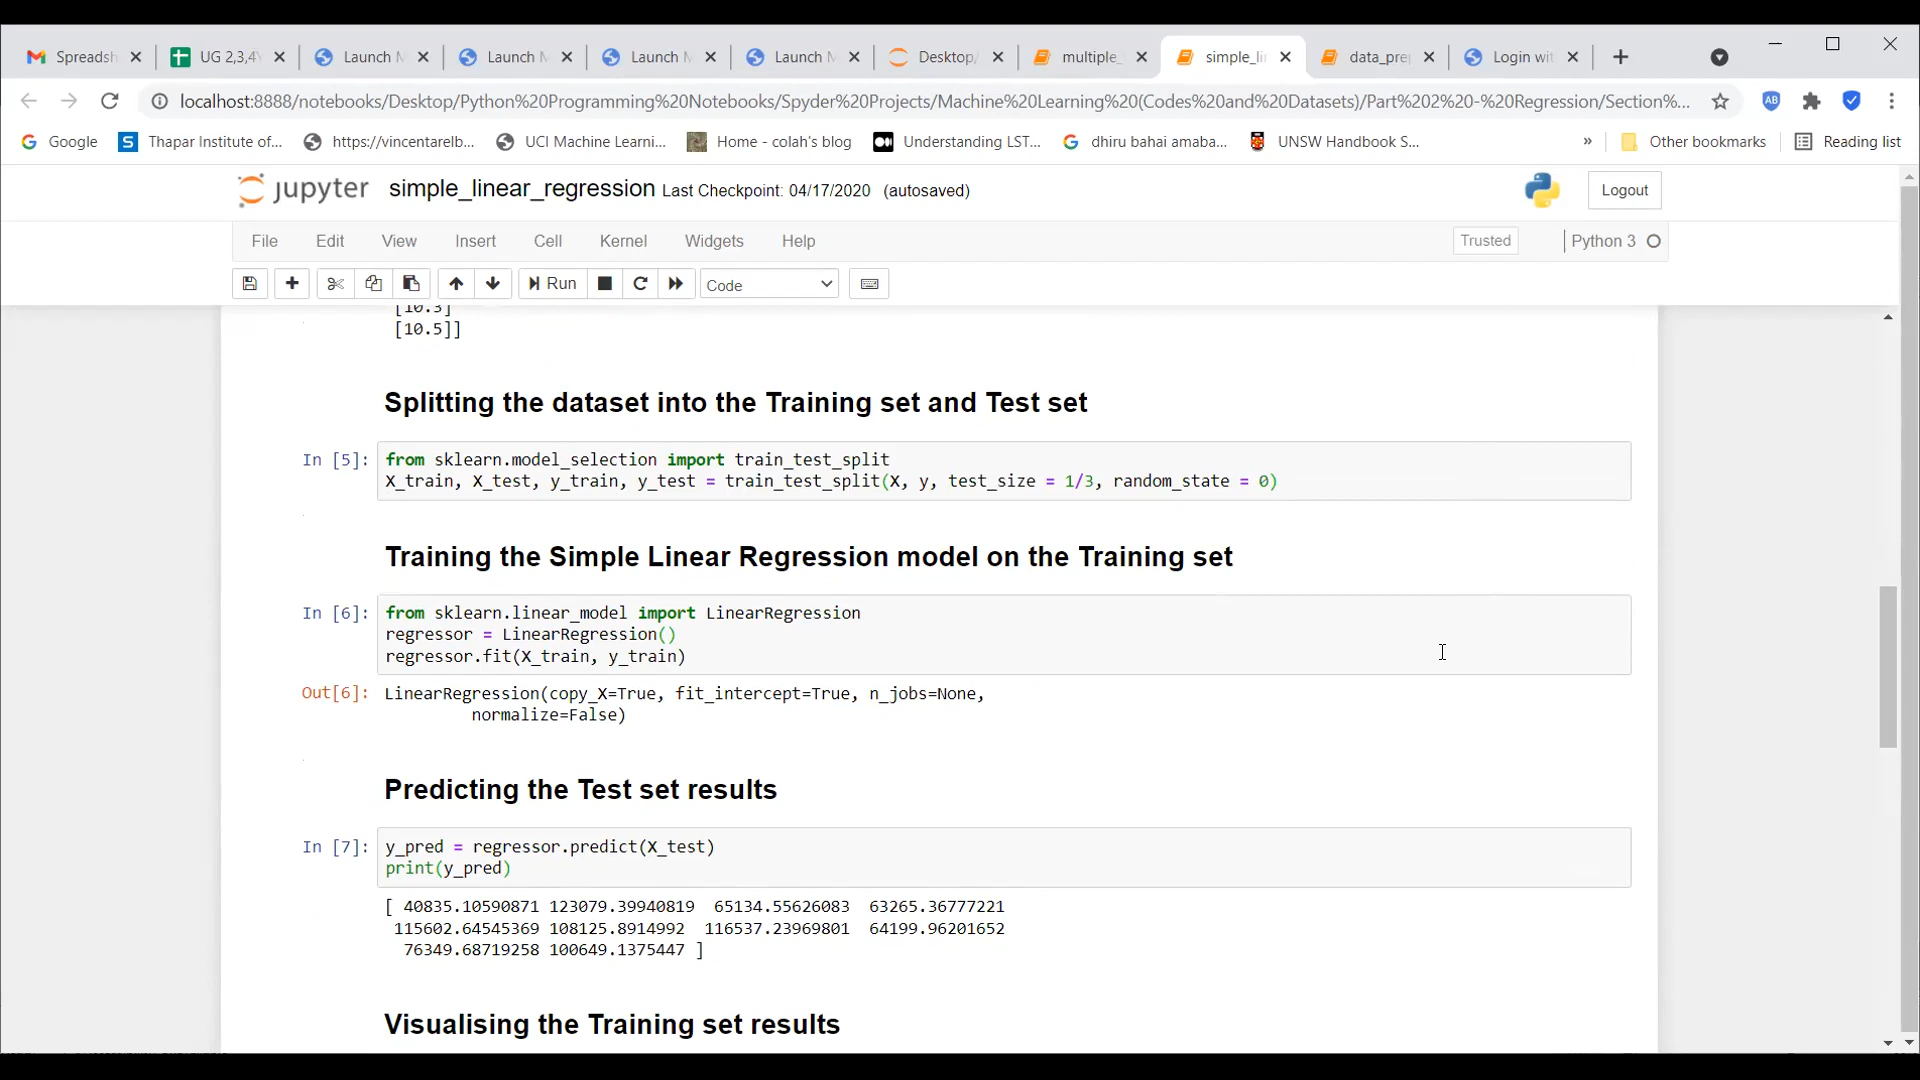 Spreadsh
UG 2,3,4Y
Launch M
Launch M
Launch M
Launch M
Desktop/
multiple_
simple_lin
data_prep
Login wit
localhost:8888/notebooks/Desktop/Python%20Programming%20Notebooks/Spyder%20Projects/Machine%20Learning%20(Codes%20and%20Datasets)/Part%202%20-%20Regression/Section%...
AB
Google
S Thapar Institute of...
https://vincentarelb...
UCI Machine Learni...
Home - colah's blog
Understanding LST...
dhiru bahai amaba...
UNSW Handbook S...
»
Other bookmarks
Reading list
jupyter simple_linear_regression Last Checkpoint: 04/17/2020 (autosaved)
Logout
File Edit View Insert Cell Kernel Widgets Help
Trusted
Python 3
Run
Code
[10.3]
[10.5]]
Splitting the dataset into the Training set and Test set
In [5]: from sklearn.model_selection import train_test_split
X_train, X_test, y_train, y_test = train_test_split(X, y, test_size = 1/3, random_state = 0)
Training the Simple Linear Regression model on the Training set
In [6]: from sklearn.linear_model import LinearRegression
regressor = LinearRegression()
regressor.fit(X_train, y_train)
Out[6]: LinearRegression(copy_X=True, fit_intercept=True, n_jobs=None,
normalize=False)
Predicting the Test set results
In [7]: y_pred = regressor.predict(X_test)
print(y_pred)
[ 40835.10590871 123079.39940819 65134.55626083 63265.36777221
115602.64545369 108125.8914992 116537.23969801 64199.96201652
76349.68719258 100649.1375447 ]
Visualising the Training set results